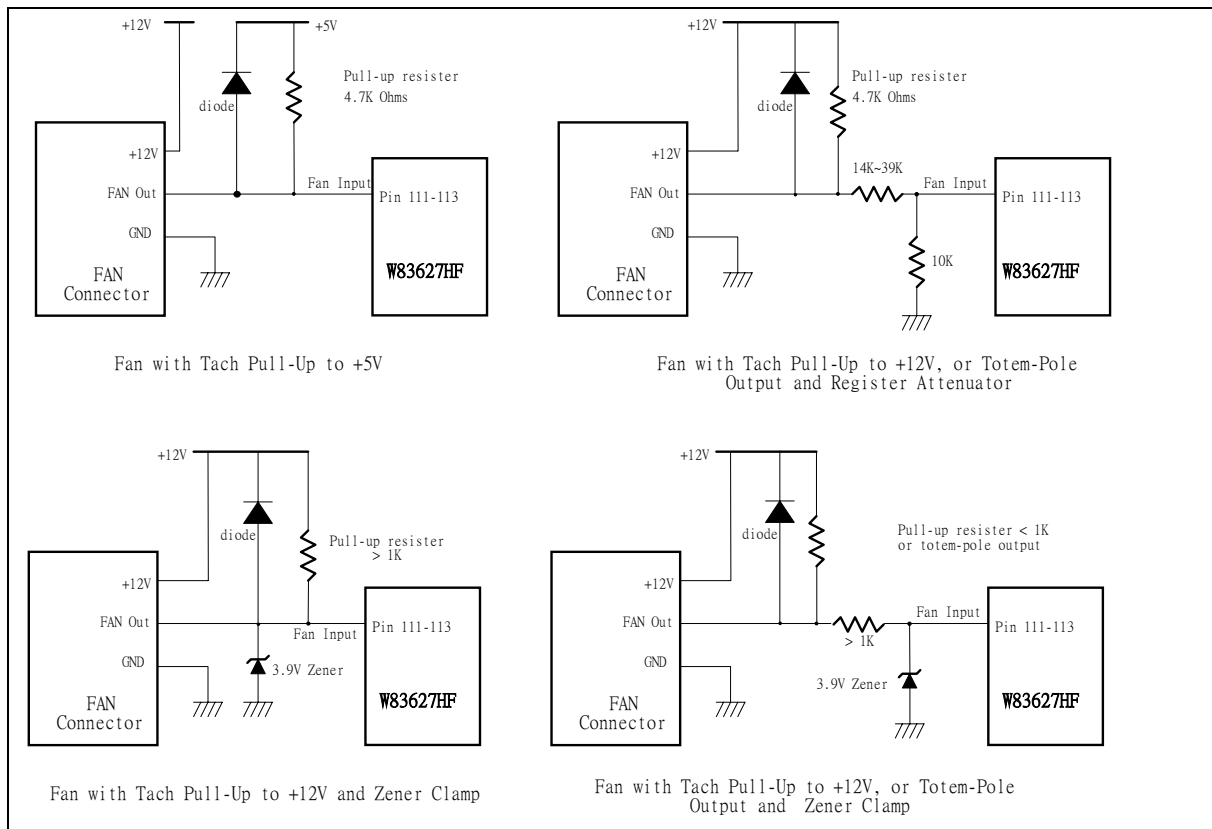 +12V
+5V
Pull-up resister
4.7K Ohms
diode
+12V
FAN Out
Fan Input
Pin 111-113
GND
W83627HF
FAN
Connector
Fan with Tach Pull-Up to +5V
+12V
Pull-up resister
4.7K Ohms
diode
+12V
14K~39K
FAN Out
Fan Input
Pin 111-113
GND
10K
W83627HF
FAN
Connector
Fan with Tach Pull-Up to +12V, or Totem-Pole
Output and Register Attenuator
+12V
diode
Pull-up resister
> 1K
+12V
FAN Out
Fan Input
Pin 111-113
GND
3.9V Zener
W83627HF
FAN
Connector
Fan with Tach Pull-Up to +12V and Zener Clamp
+12V
diode
Pull-up resister < 1K
or totem-pole output
+12V
FAN Out
Fan Input
Pin 111-113
> 1K
GND
3.9V Zener
W83627HF
FAN
Connector
Fan with Tach Pull-Up to +12V, or Totem-Pole
Output and Zener Clamp